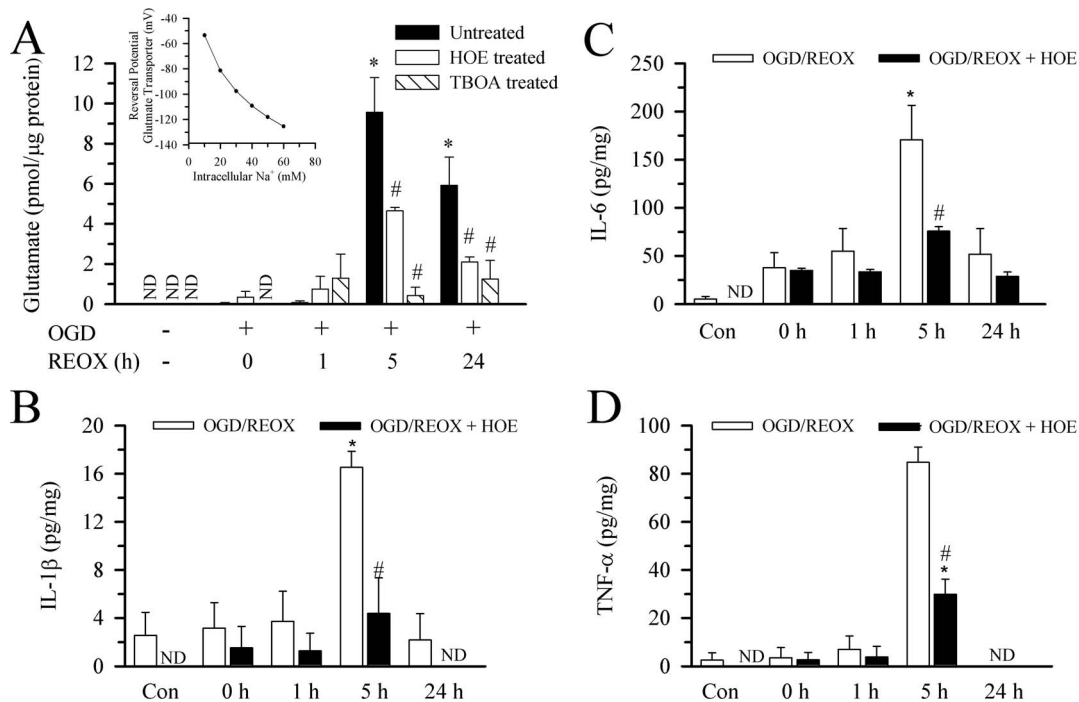 A
Reversal Potential
Glutmate Transporter (mV)
-40
-60
-80
-100
-120
-140
0 20 40 60 80
Intracellular Na+ (mM)
Untreated
HOE treated
TBOA treated
Glutamate (pmol/µg protein)
12
10
8
6
4
2
0
ND ND ND ND
* # # * # #
OGD - + + + +
REOX (h) - 0 1 5 24
B
OGD/REOX OGD/REOX + HOE
IL-1β (pg/mg)
20
16
12
8
4
0
* #
ND ND
Con 0 h 1 h 5 h 24 h
C
OGD/REOX OGD/REOX + HOE
IL-6 (pg/mg)
250
200
150
100
50
0
* #
ND
Con 0 h 1 h 5 h 24 h
D
OGD/REOX OGD/REOX + HOE
TNF-α (pg/mg)
100
80
60
40
20
0
#
*
ND ND
Con 0 h 1 h 5 h 24 h